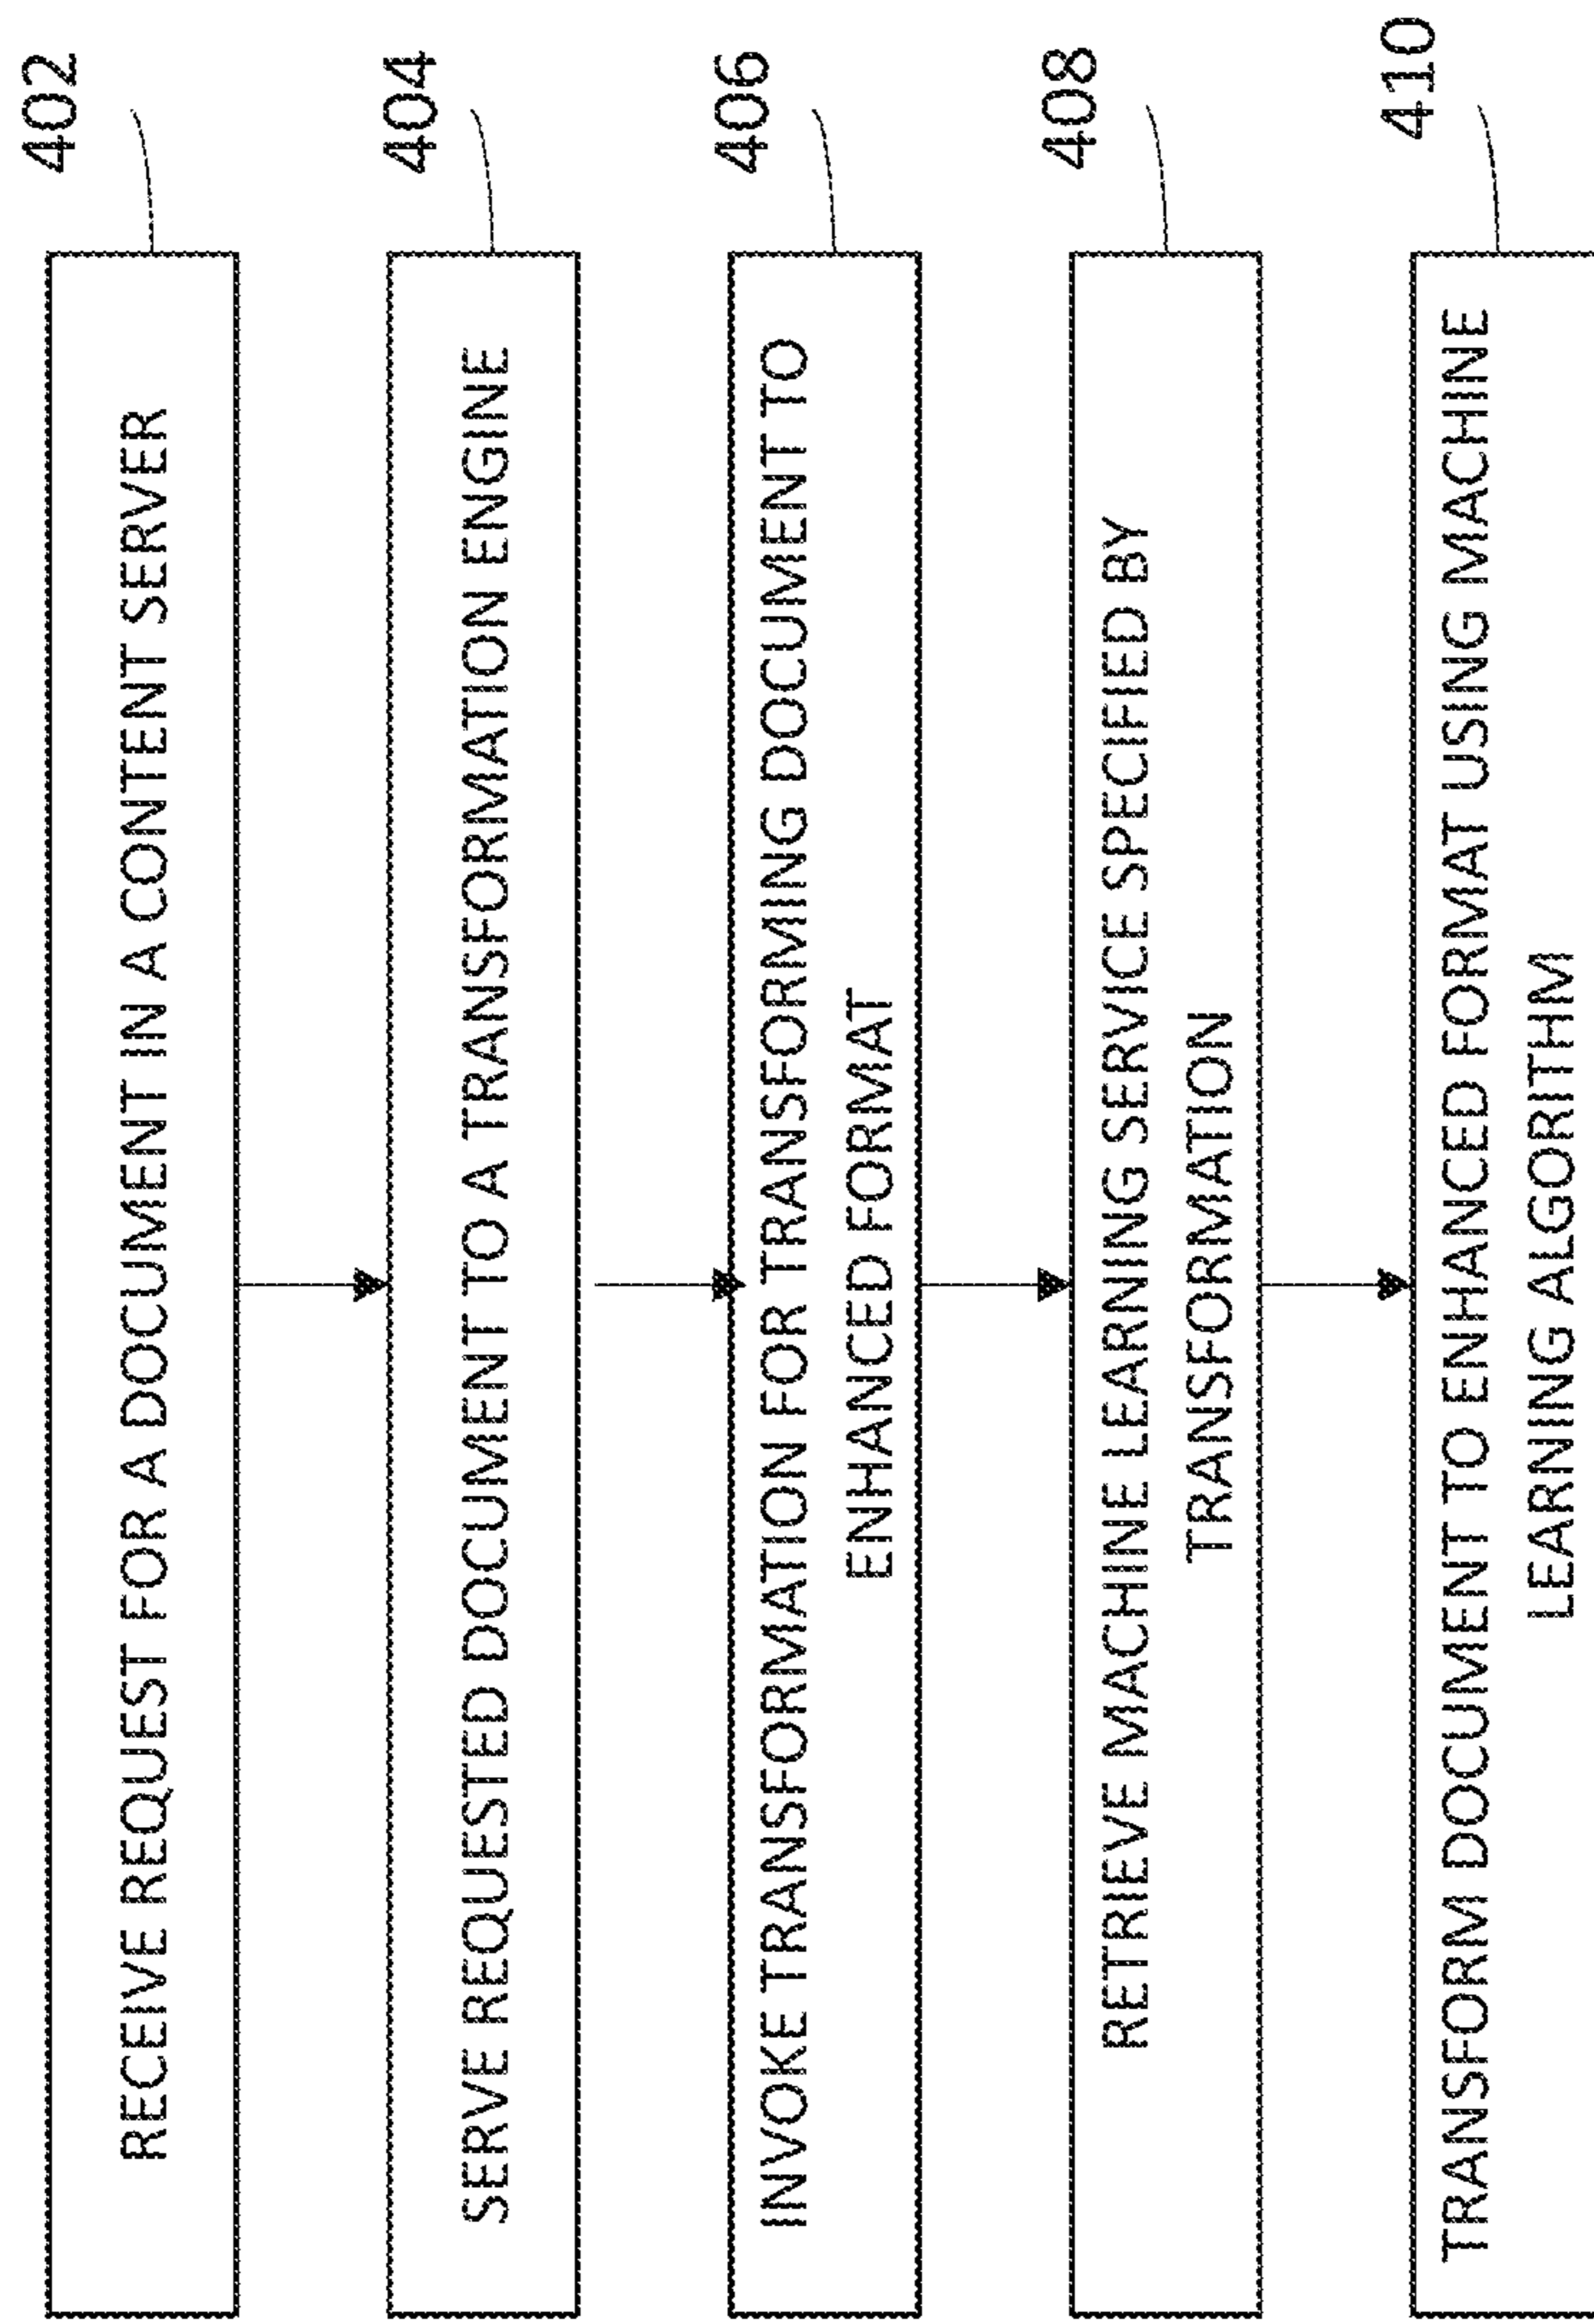 402
RECEIVE REQUEST FOR A DOCUMENT IN A CONTENT SERVER
404
SERVE REQUESTED DOCUMENT TO A TRANSFORMATION ENGINE
406
INVOKE TRANSFORMATION FOR TRANSFORMING DOCUMENT TO
ENHANCED FORMAT
408
RETRIEVE MACHINE LEARNING SERVICE SPECIFIED BY
TRANSFORMATION
410
TRANSFORM DOCUMENT TO ENHANCED FORMAT USING MACHINE
LEARNING ALGORITHM